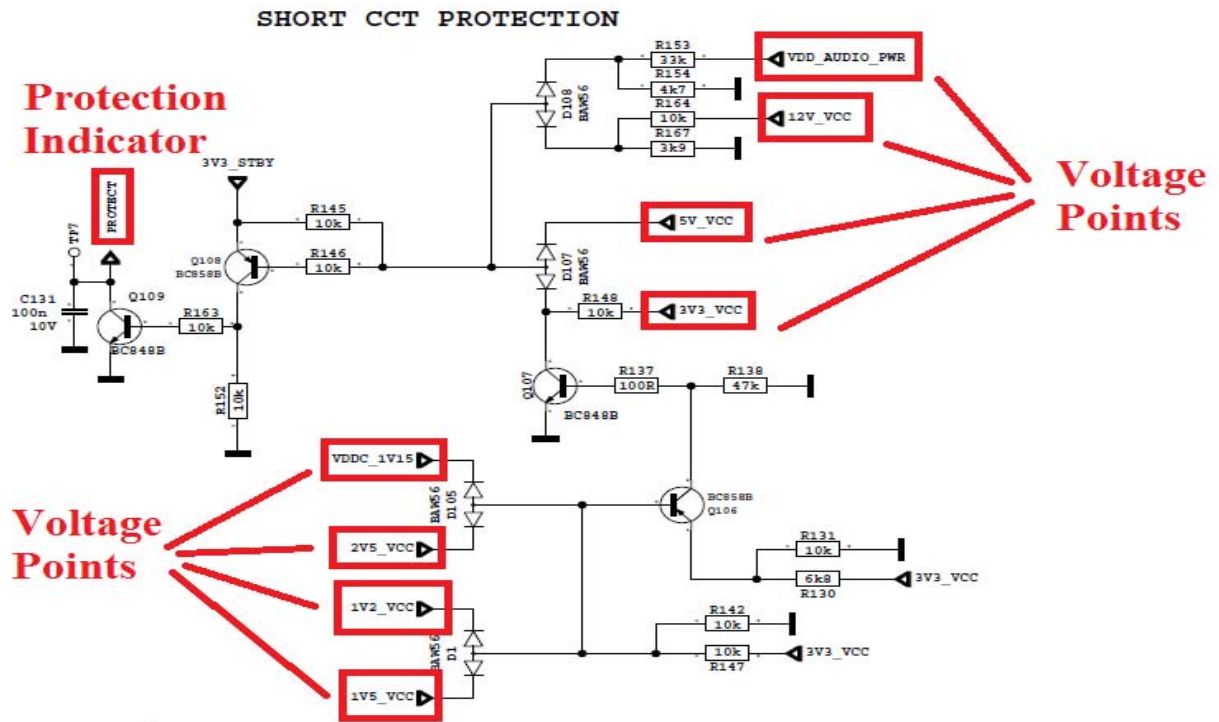 SHORT CCT PROTECTION
Protection
Indicator
PROTECT
TP7
C131
100n
10V
Q109
BC848B
R163
10k
R152
10k
3V3_STBY
Q108
BC858B
R145
10k
R146
10k
D108
BAW56
R153
33k
VDD_AUDIO_PWR
R154
4k7
R164
10k
12V_VCC
R167
3k9
Voltage
Points
5V_VCC
D107
BAW56
R148
10k
3V3_VCC
Q107
BC848B
R137
100R
R138
47k
Voltage
Points
VDDC_1V15
BAW56
D105
2V5_VCC
1V2_VCC
BAW56
D1
1V5_VCC
BC858B
Q106
R131
10k
6k8
R130
3V3_VCC
R142
10k
10k
R147
3V3_VCC